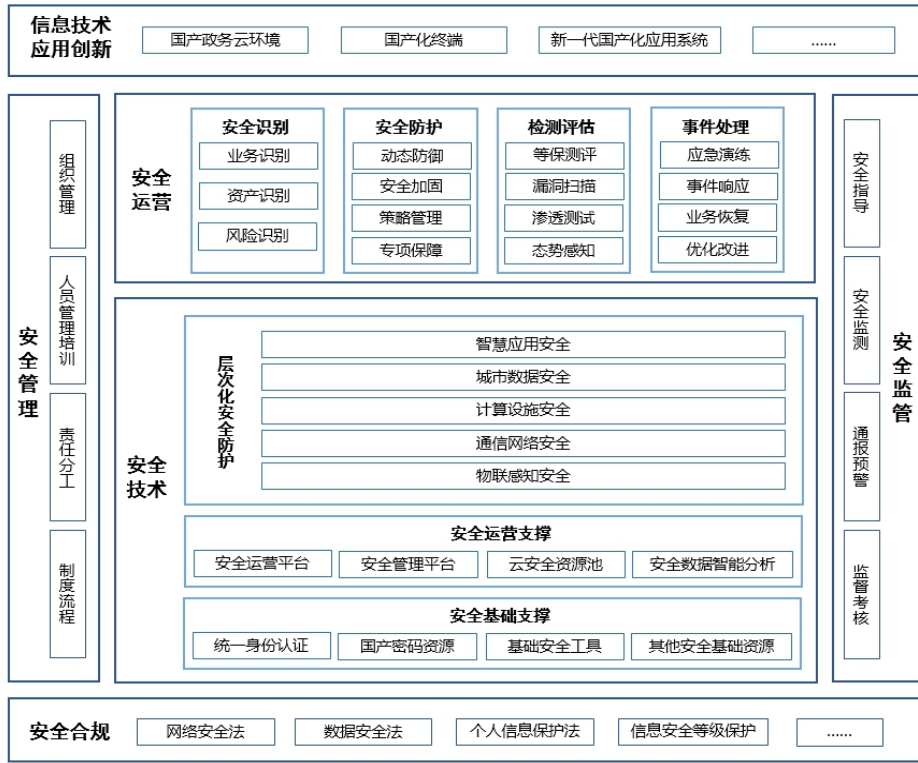 信息技术
应用创新
国产政务云环境
国产化终端
新一代国产化应用系统
……
安全管理
组织管理
人员管理培训
责任分工
制度流程
安全
运营
安全识别
业务识别
资产识别
风险识别
安全防护
动态防御
安全加固
策略管理
专项保障
检测评估
等保测评
漏洞扫描
渗透测试
态势感知
事件处理
应急演练
事件响应
业务恢复
优化改进
安全
技术
层次化安全防护
智慧应用安全
城市数据安全
计算设施安全
通信网络安全
物联感知安全
安全运营支撑
安全运营平台
安全管理平台
云安全资源池
安全数据智能分析
安全基础支撑
统一身份认证
国产密码资源
基础安全工具
其他安全基础资源
安全指导
安全监测
通报预警
监督考核
安全监管
安全合规
网络安全法
数据安全法
个人信息保护法
信息安全等级保护
……